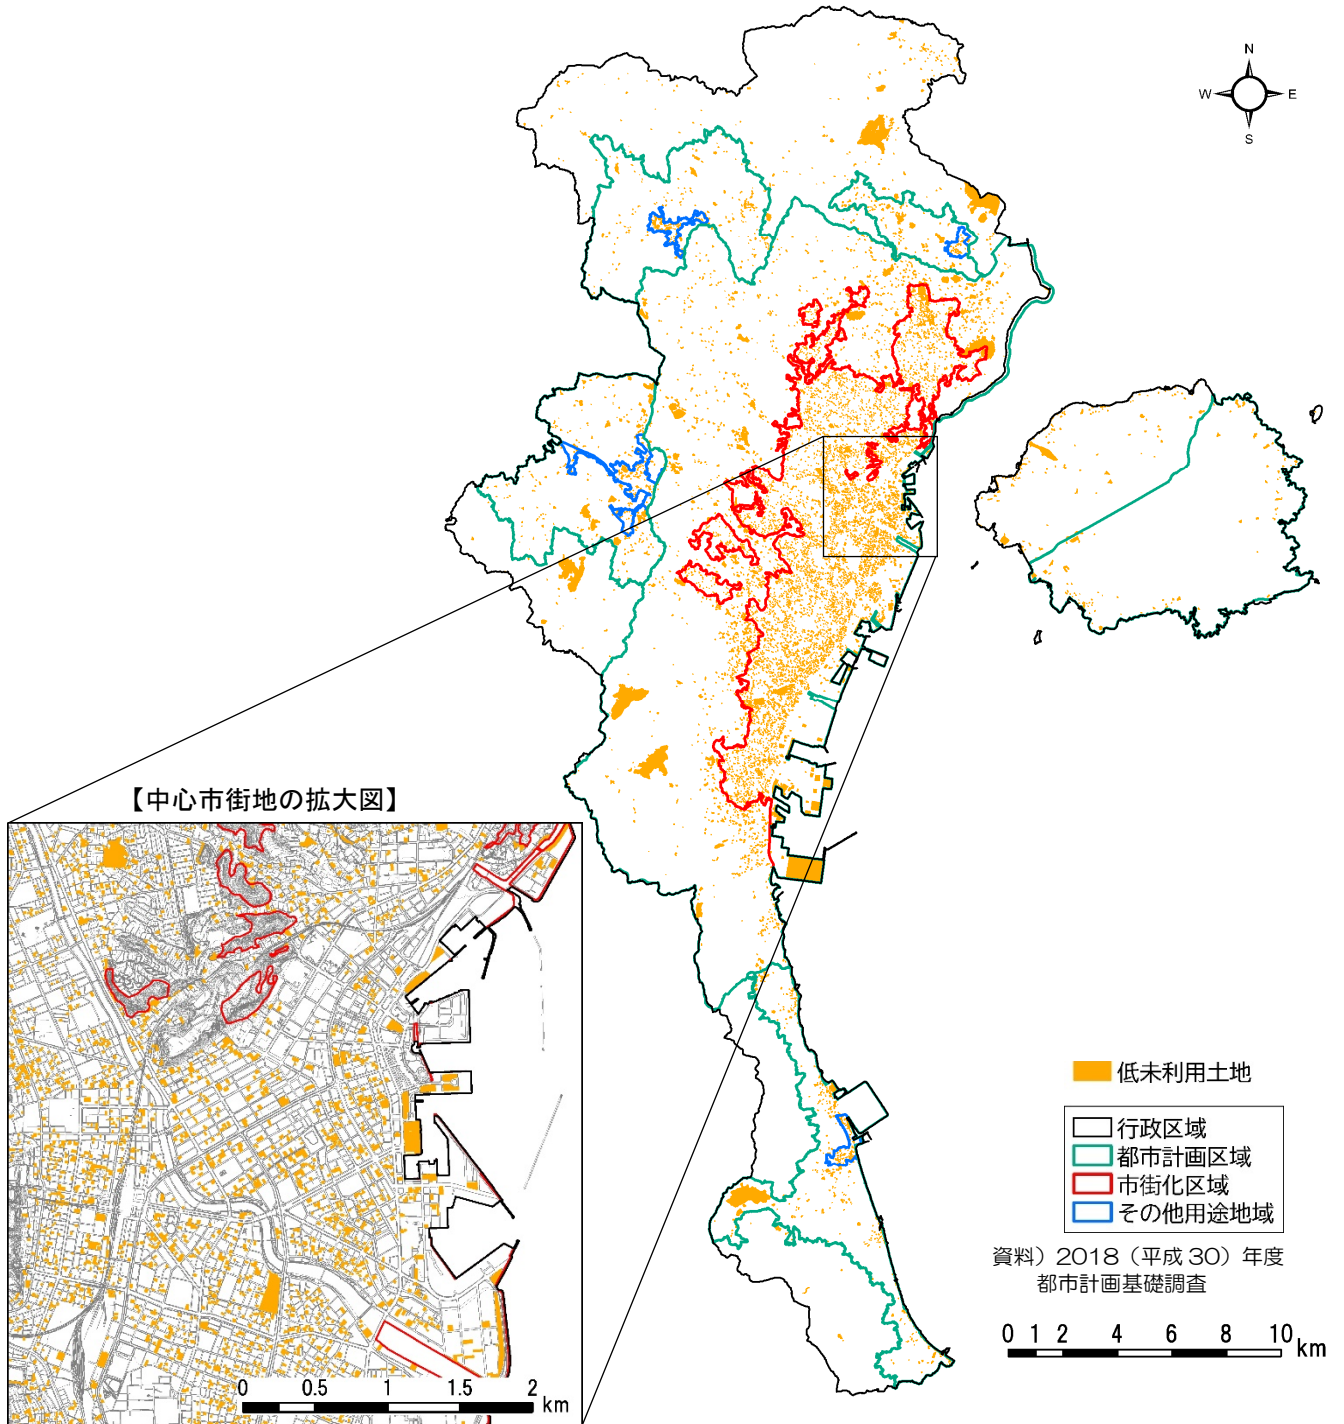 N
W
E
S
【中心市街地の拡大図】
0 0.5 1 1.5 2 km
低未利用土地
行政区域
都市計画区域
市街化区域
その他用途地域
資料）2018（平成30）年度
都市計画基礎調査
0 1 2 4 6 8 10 km